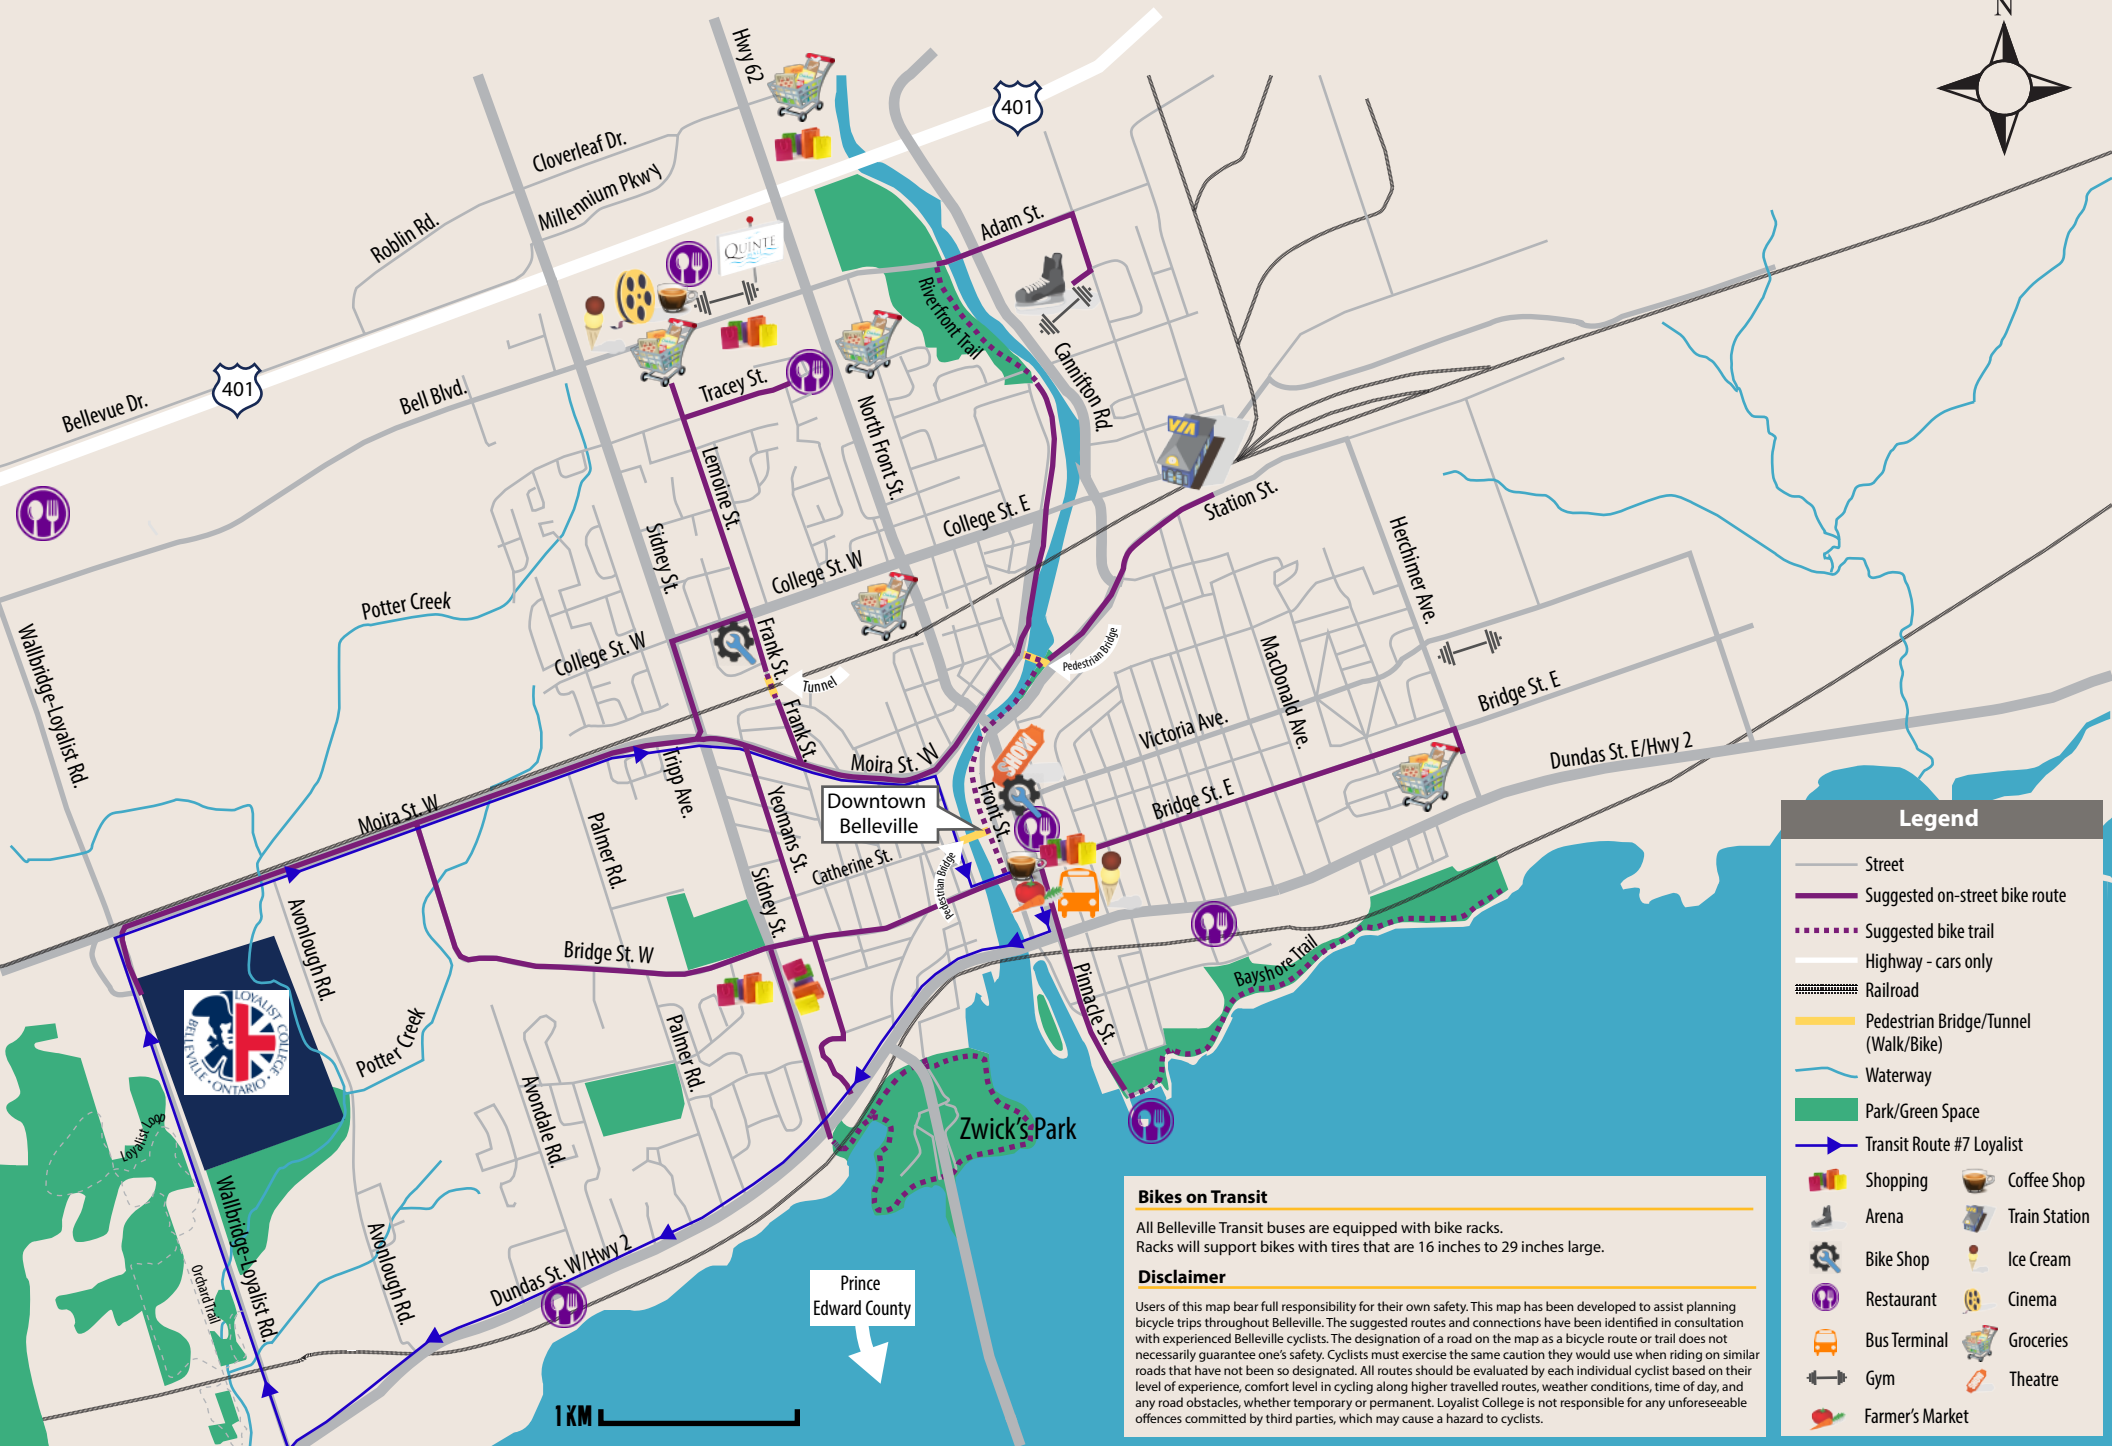 N
Hwy 62
401
Cloverleaf Dr.
Millennium Pkwy
Roblin Rd.
QUINTE
Adam St.
Riverfront Trail
401
Bellevue Dr.
Bell Blvd.
Tracey St.
Cannifton Rd.
North Front St.
Lemoine St.
VIA
Station St.
College St. E
Sidney St.
College St. W
Herchimer Ave.
Potter Creek
Wallbridge-Loyalist Rd.
College St. W
Frank St.
Tunnel
Pedestrian Bridge
MacDonald Ave.
Bridge St. E
Frank St.
Victoria Ave.
Moira St. W
Dundas St. E/Hwy 2
Tripp Ave.
Moira St. W
Yeomans St.
Downtown
Belleville
Front St.
Bridge St. E
Palmer Rd.
Catherine St.
Pedestrian Bridge
Sidney St.
Avonlough Rd.
Bridge St. W
Bayshore Trail
Pinnacle St.
LOYALIST COLLEGE
BELLEVILLE • ONTARIO
Potter Creek
Palmer Rd.
Avondale Rd.
Loyalist Loop
Zwick's Park
Wallbridge-Loyalist Rd.
Orchard Trail
Avonlough Rd.
Dundas St. W/Hwy 2
Prince
Edward County
1 KM
Bikes on Transit
All Belleville Transit buses are equipped with bike racks.
Racks will support bikes with tires that are 16 inches to 29 inches large.
Disclaimer
Users of this map bear full responsibility for their own safety. This map has been developed to assist planning
bicycle trips throughout Belleville. The suggested routes and connections have been identified in consultation
with experienced Belleville cyclists. The designation of a road on the map as a bicycle route or trail does not
necessarily guarantee one's safety. Cyclists must exercise the same caution they would use when riding on similar
roads that have not been so designated. All routes should be evaluated by each individual cyclist based on their
level of experience, comfort level in cycling along higher travelled routes, weather conditions, time of day, and
any road obstacles, whether temporary or permanent. Loyalist College is not responsible for any unforeseeable
offences committed by third parties, which may cause a hazard to cyclists.
Legend
Street
Suggested on-street bike route
Suggested bike trail
Highway - cars only
Railroad
Pedestrian Bridge/Tunnel
(Walk/Bike)
Waterway
Park/Green Space
Transit Route #7 Loyalist
Shopping
Coffee Shop
Arena
Train Station
Bike Shop
Ice Cream
Restaurant
Cinema
Bus Terminal
Groceries
Gym
Theatre
Farmer's Market